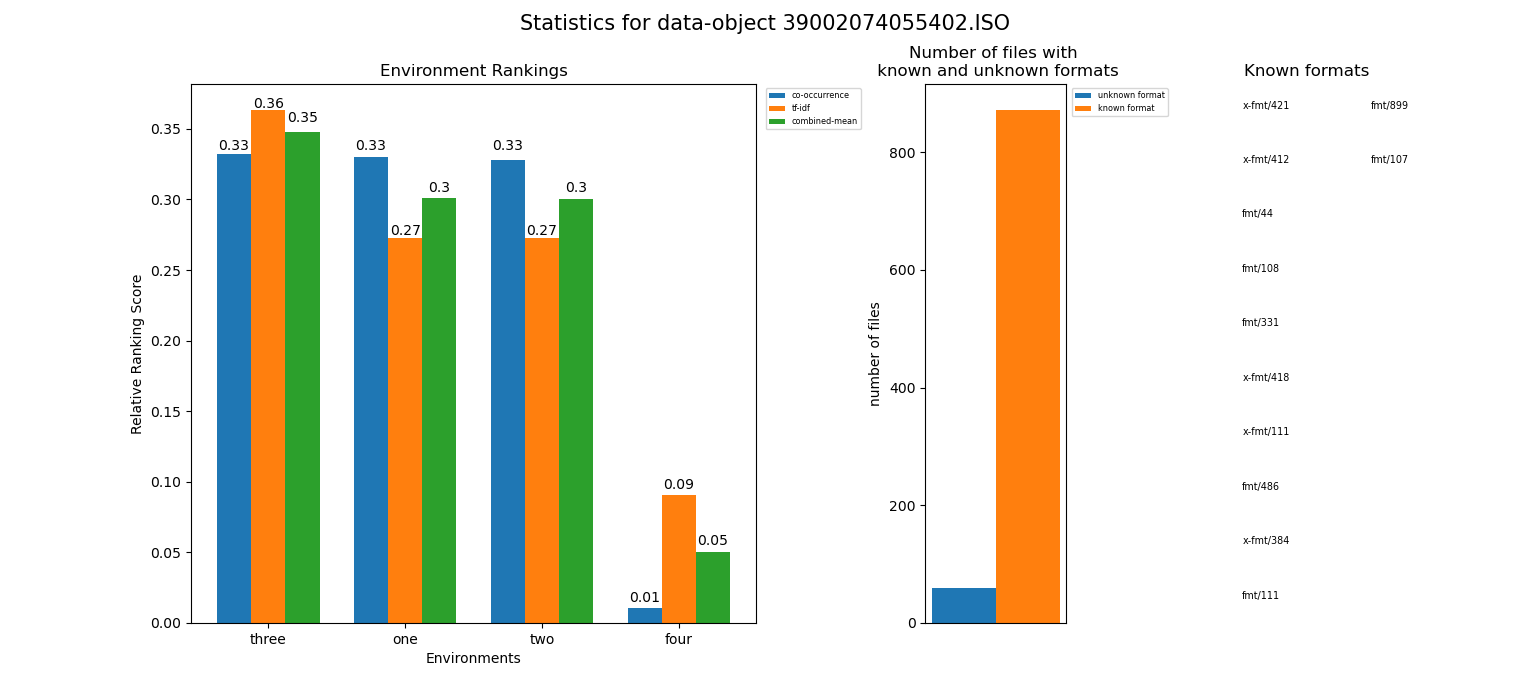 Statistics for data-object 39002074055402.ISO
Environment Rankings
0.35
0.30
0.25
0.20
0.15
0.10
0.05
0.00
Relative Ranking Score
0.33
0.36
0.35
0.33
0.27
0.3
0.33
0.27
0.3
0.01
0.09
0.05
three one two four
Environments
co-occurrence
tf-idf
combined-mean
Number of files with
known and unknown formats
800
600
400
200
0
number of files
unknown format
known format
Known formats
x-fmt/421 fmt/899
x-fmt/412 fmt/107
fmt/44
fmt/108
fmt/331
x-fmt/418
x-fmt/111
fmt/486
x-fmt/384
fmt/111